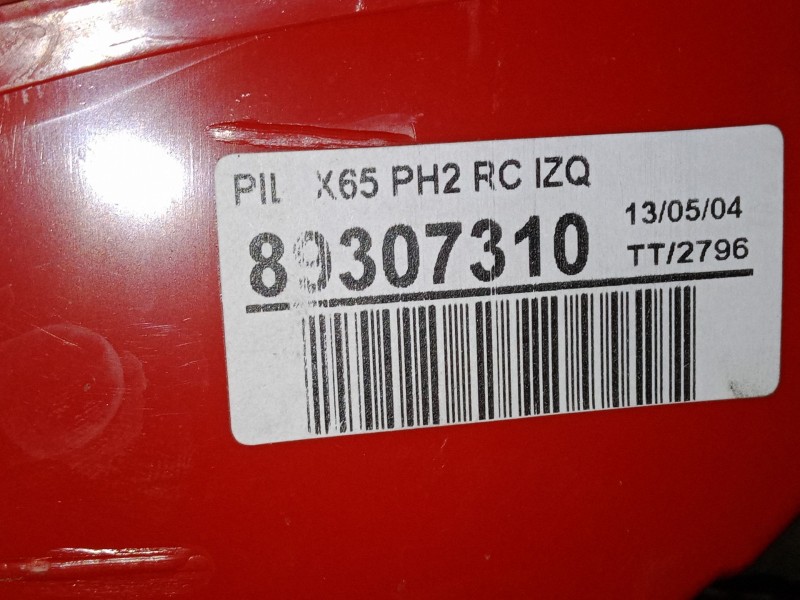 PIL X65 PH2 RC IZQ
89307310
13/05/04
TT/2796